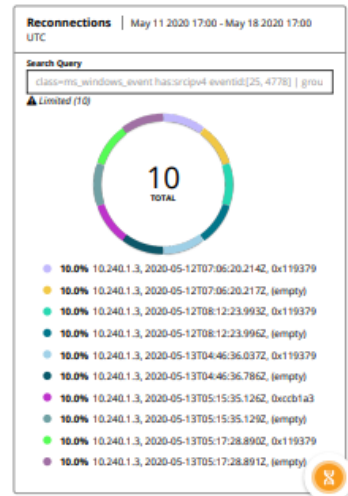 Reconnections | May 11 2020 17:00 - May 18 2020 17:00
UTC
Search Query
class=ms_windows_event has:srcipv4 eventid:[25, 4778] | grou
Limited (10)
10
TOTAL
10.0% 10.240.1.3, 2020-05-12T07:06:20.214Z, 0x119379
10.0% 10.240.1.3, 2020-05-12T07:06:20.217Z, (empty)
10.0% 10.240.1.3, 2020-05-12T08:12:23.993Z, 0x119379
10.0% 10.240.1.3, 2020-05-12T08:12:23.996Z, (empty)
10.0% 10.240.1.3, 2020-05-13T04:46:36.037Z, 0x119379
10.0% 10.240.1.3, 2020-05-13T04:46:36.786Z, (empty)
10.0% 10.240.1.3, 2020-05-13T05:15:35.126Z, 0xccb1a3
10.0% 10.240.1.3, 2020-05-13T05:15:35.129Z, (empty)
10.0% 10.240.1.3, 2020-05-13T05:17:28.890Z, 0x119379
10.0% 10.240.1.3, 2020-05-13T05:17:28.891Z, (empty)